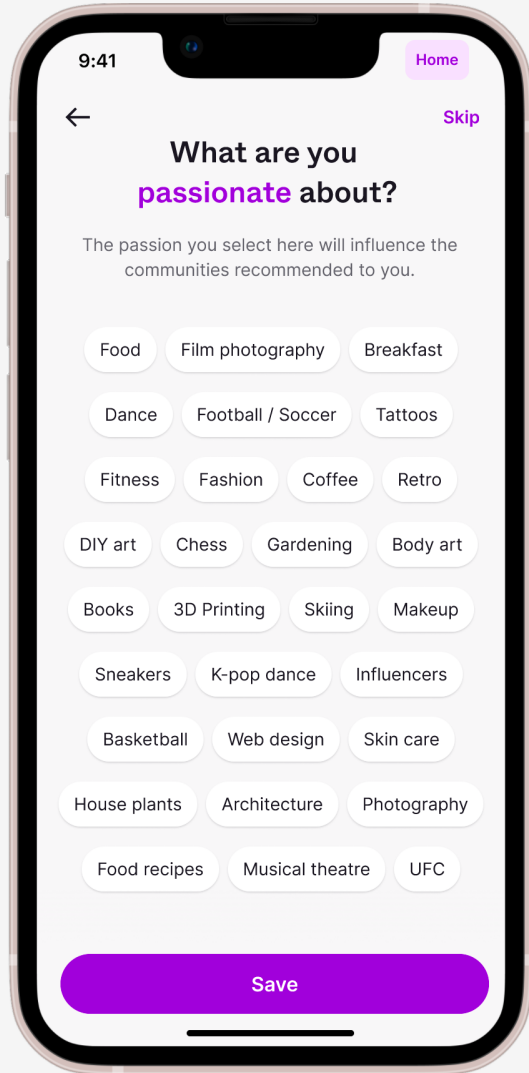 9:41 Home
Skip
What are you
passionate about?
The passion you select here will influence the
communities recommended to you.
Food Film photography Breakfast
Dance Football / Soccer Tattoos
Fitness Fashion Coffee Retro
DIY art Chess Gardening Body art
Books 3D Printing Skiing Makeup
Sneakers K-pop dance Influencers
Basketball Web design Skin care
House plants Architecture Photography
Food recipes Musical theatre UFC
Save